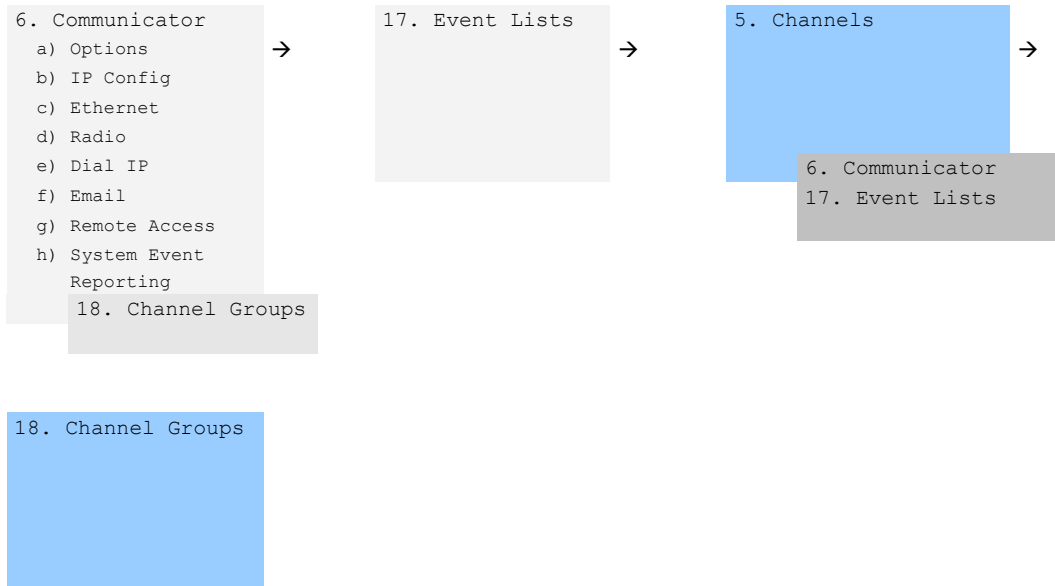 6. Communicator
a) Options
b) IP Config
c) Ethernet
d) Radio
e) Dial IP
f) Email
g) Remote Access
h) System Event
Reporting
18. Channel Groups
→
17. Event Lists
→
5. Channels
→
6. Communicator
17. Event Lists
18. Channel Groups